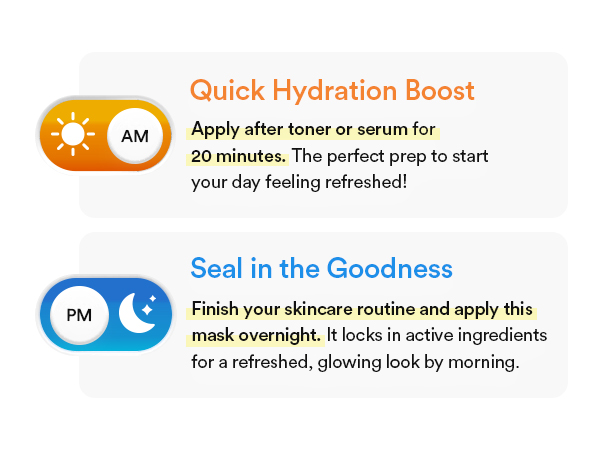 Quick Hydration Boost
AM
Apply after toner or serum for
20 minutes. The perfect prep to start
your day feeling refreshed!
Seal in the Goodness
PM
Finish your skincare routine and apply this
mask overnight. It locks in active ingredients
for a refreshed, glowing look by morning.